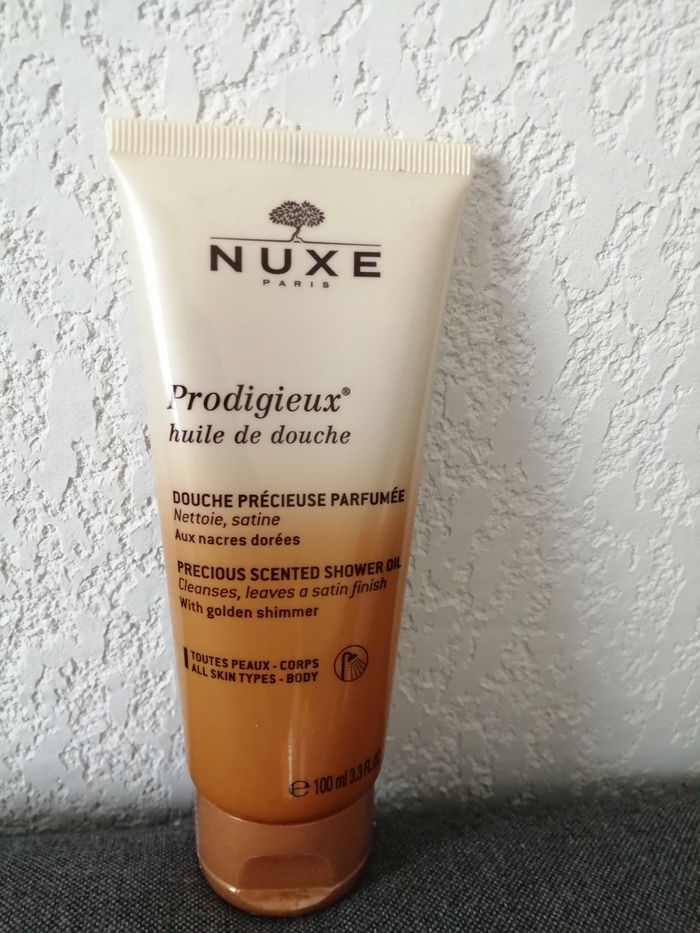 NUXE
PARIS
Prodigieux®
huile de douche
DOUCHE PRÉCIEUSE PARFUMÉE
Nettoie, satine
Aux nacres dorées
PRECIOUS SCENTED SHOWER OIL
Cleanses, leaves a satin finish
With golden shimmer
TOUTES PEAUX - CORPS
ALL SKIN TYPES - BODY
℮ 100 ml 3.3 FL.OZ.